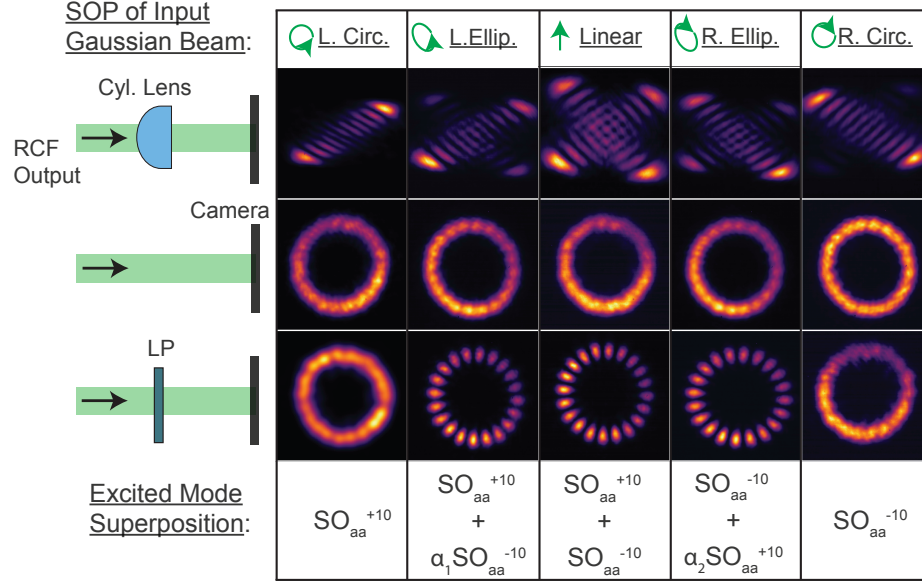 SOP of Input
Gaussian Beam:
L. Circ.
L.Ellip.
Linear
R. Ellip.
R. Circ.
Cyl. Lens
RCF
Output
Camera
LP
Excited Mode
Superposition:
SOaa+10
SOaa+10
+
α1SOaa-10
SOaa+10
+
SOaa-10
SOaa-10
+
α2SOaa+10
SOaa-10